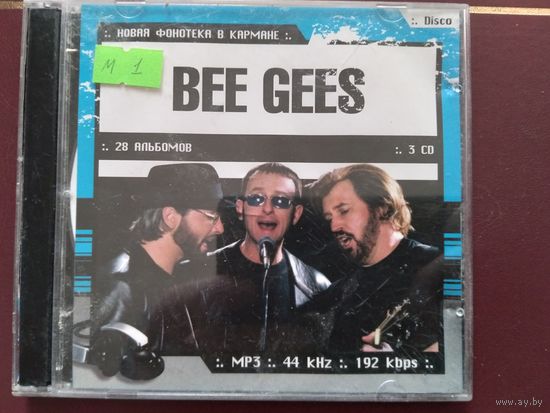 :. Disco
:. НОВАЯ ФОНОТЕКА В КАРМАНЕ :.
М 1
BEE GEES
:. 28 АЛЬБОМОВ
:. 3 CD
:. MP3 :. 44 kHz :. 192 kbps :.
www.ay.by